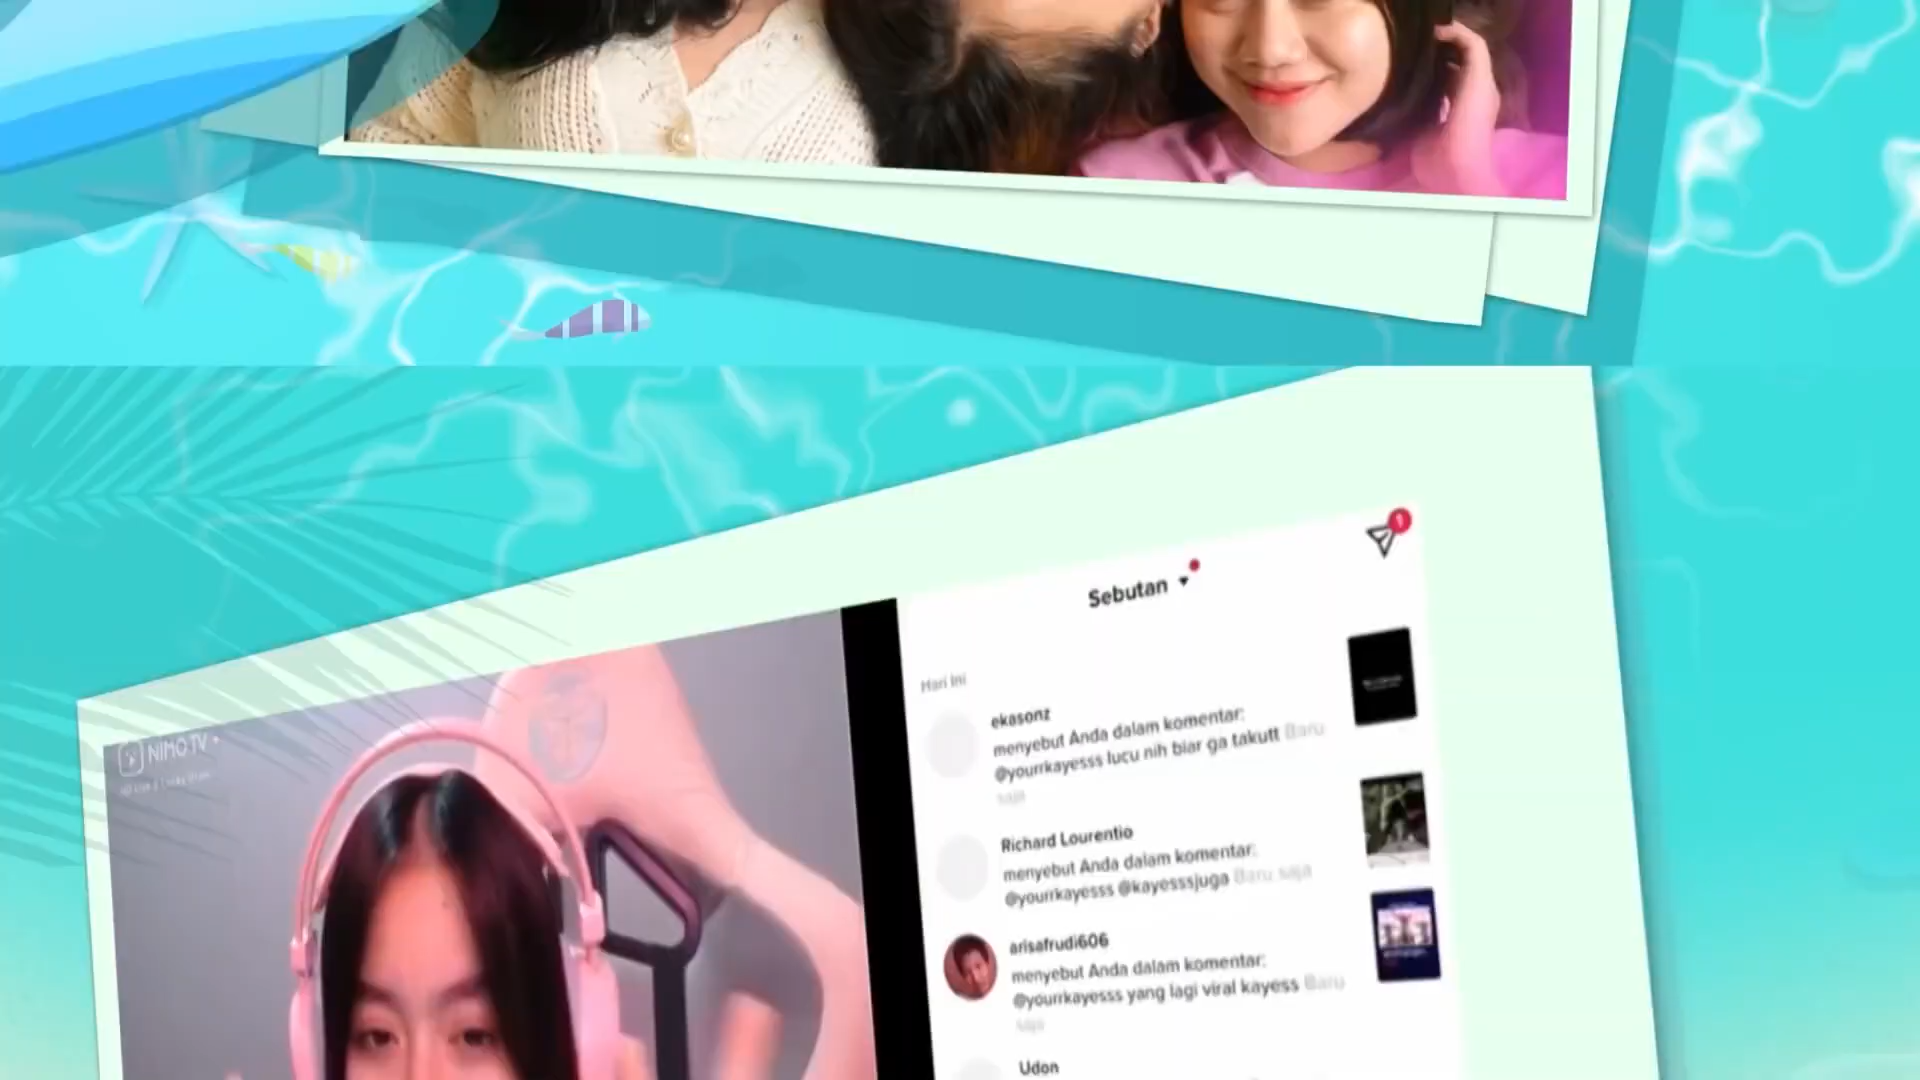 Sebutan
Hari Ini
NIMO TV
ekasonz
menyebut Anda dalam komentar:
@yourrkayesss lucu nih biar ga takutt Baru
saja
Richard Lourentio
menyebut Anda dalam komentar:
@yourrkayesss @kayesssjuga Baru saja
arisafrudi606
menyebut Anda dalam komentar:
@yourrkayesss yang lagi viral kayess Baru
saja
Udon
1